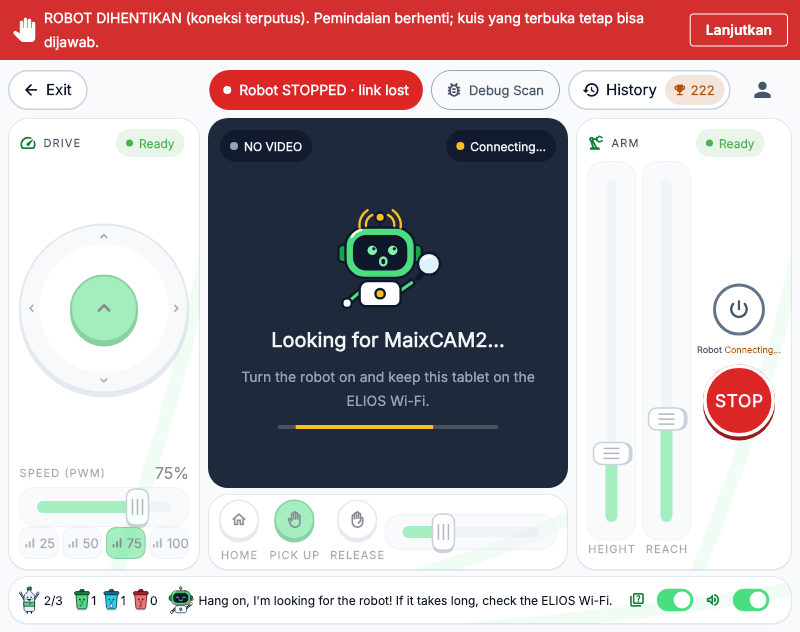 ROBOT DIHENTIKAN (koneksi terputus). Pemindaian berhenti; kuis yang terbuka tetap bisa
dijawab.
Lanjutkan
Exit
Robot STOPPED · link lost
Debug Scan
History
222
DRIVE
Ready
NO VIDEO
Connecting...
ARM
Ready
Looking for MaixCAM2...
Turn the robot on and keep this tablet on the
ELIOS Wi-Fi.
Robot Connecting...
STOP
SPEED (PWM)
75%
25
50
75
100
HOME
PICK UP
RELEASE
HEIGHT
REACH
2/3
1
1
0
Hang on, I'm looking for the robot! If it takes long, check the ELIOS Wi-Fi.